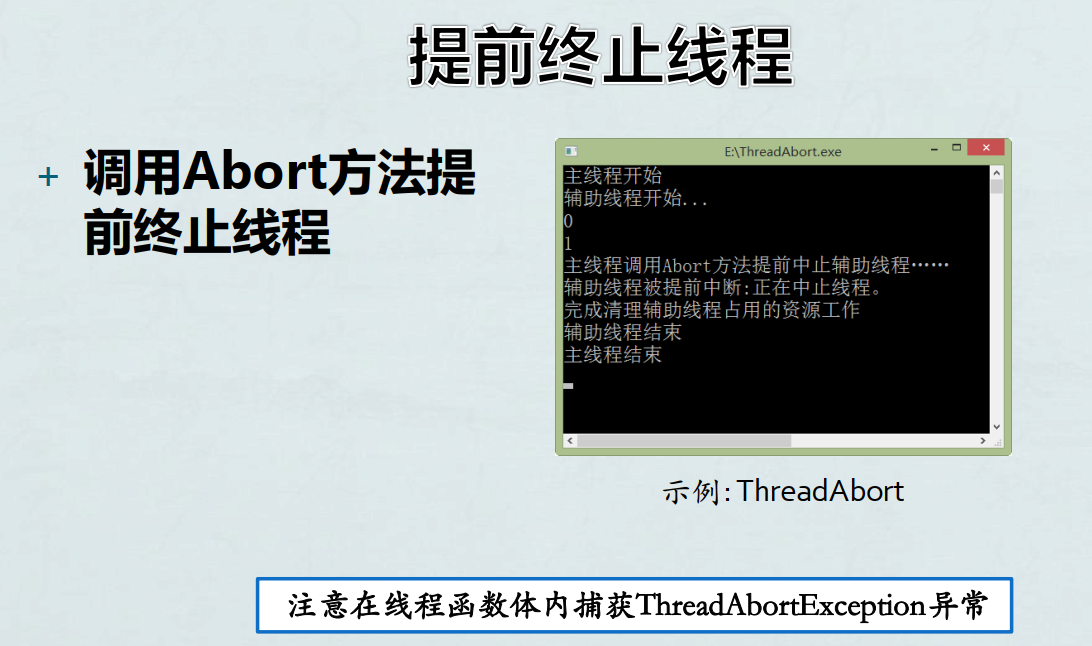 提前终止线程
+ 调用Abort方法提
前终止线程
E:\ThreadAbort.exe
主线程开始
辅助线程开始...
0
1
主线程调用Abort方法提前中止辅助线程……
辅助线程被提前中断:正在中止线程。
完成清理辅助线程占用的资源工作
辅助线程结束
主线程结束
示例:ThreadAbort
注意在线程函数体内捕获ThreadAbortException异常